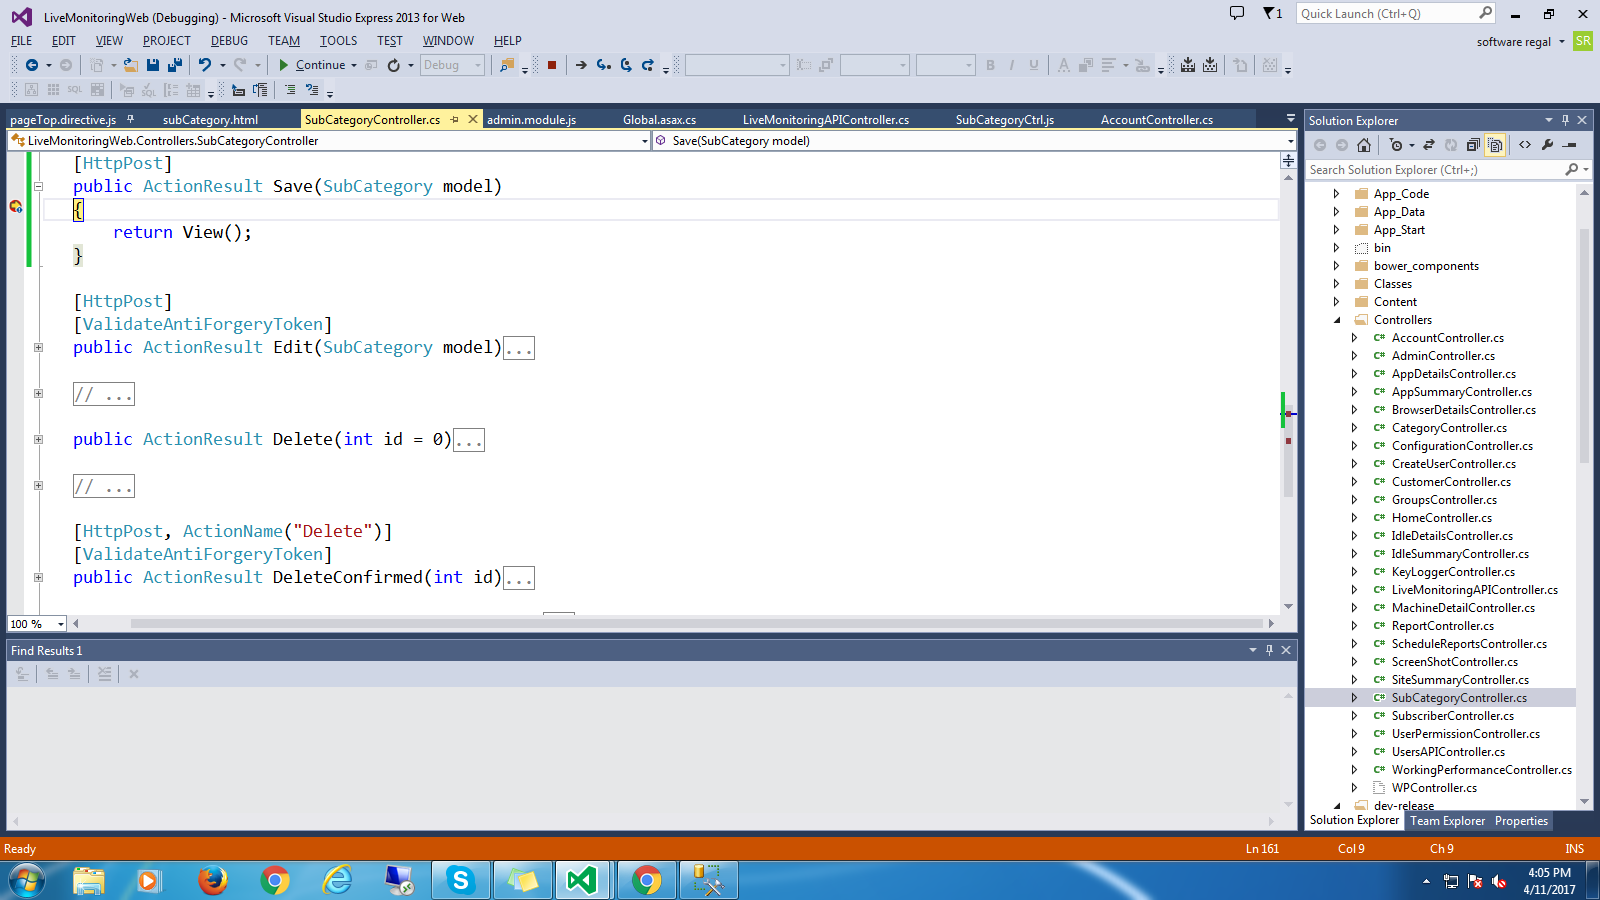 LiveMonitoringWeb (Debugging) - Microsoft Visual Studio Express 2013 for Web
1
Quick Launch (Ctrl+Q)
FILE EDIT VIEW PROJECT DEBUG TEAM TOOLS TEST WINDOW HELP
software regal SR
Continue Debug
B I U A
SQL SQL
pageTop.directive.js subCategory.html SubCategoryController.cs admin.module.js Global.asax.cs LiveMonitoringAPIController.cs SubCategoryCtrl.js AccountController.cs
LiveMonitoringWeb.Controllers.SubCategoryController Save(SubCategory model)
[HttpPost]
public ActionResult Save(SubCategory model)
{
return View();
}
[HttpPost]
[ValidateAntiForgeryToken]
public ActionResult Edit(SubCategory model)...
// ...
public ActionResult Delete(int id = 0)...
// ...
[HttpPost, ActionName("Delete")]
[ValidateAntiForgeryToken]
public ActionResult DeleteConfirmed(int id)...
100 %
Find Results 1
Solution Explorer
Search Solution Explorer (Ctrl+;)
App_Code
App_Data
App_Start
bin
bower_components
Classes
Content
Controllers
C# AccountController.cs
C# AdminController.cs
C# AppDetailsController.cs
C# AppSummaryController.cs
C# BrowserDetailsController.cs
C# CategoryController.cs
C# ConfigurationController.cs
C# CreateUserController.cs
C# CustomerController.cs
C# GroupsController.cs
C# HomeController.cs
C# IdleDetailsController.cs
C# IdleSummaryController.cs
C# KeyLoggerController.cs
C# LiveMonitoringAPIController.cs
C# MachineDetailController.cs
C# ReportController.cs
C# ScheduleReportsController.cs
C# ScreenShotController.cs
C# SiteSummaryController.cs
C# SubCategoryController.cs
C# SubscriberController.cs
C# UserPermissionController.cs
C# UsersAPIController.cs
C# WorkingPerformanceController.cs
WPController.cs
dev-release
Solution Explorer Team Explorer Properties
Ready Ln 161 Col 9 Ch 9 INS
S
4:05 PM
4/11/2017